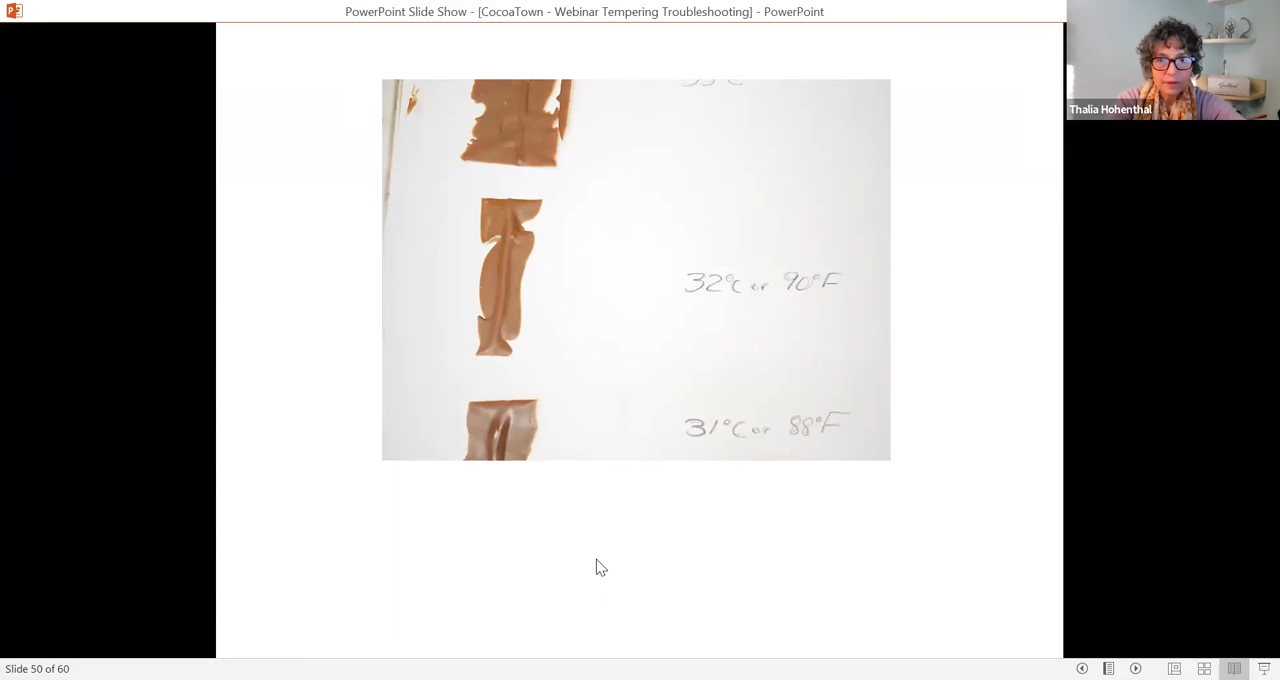 PowerPoint Slide Show - [CocoaTown - Webinar Tempering Troubleshooting] - PowerPoint
Thalia Hohenthal
32°C or 90°F
31°C or 88°F
Slide 50 of 60